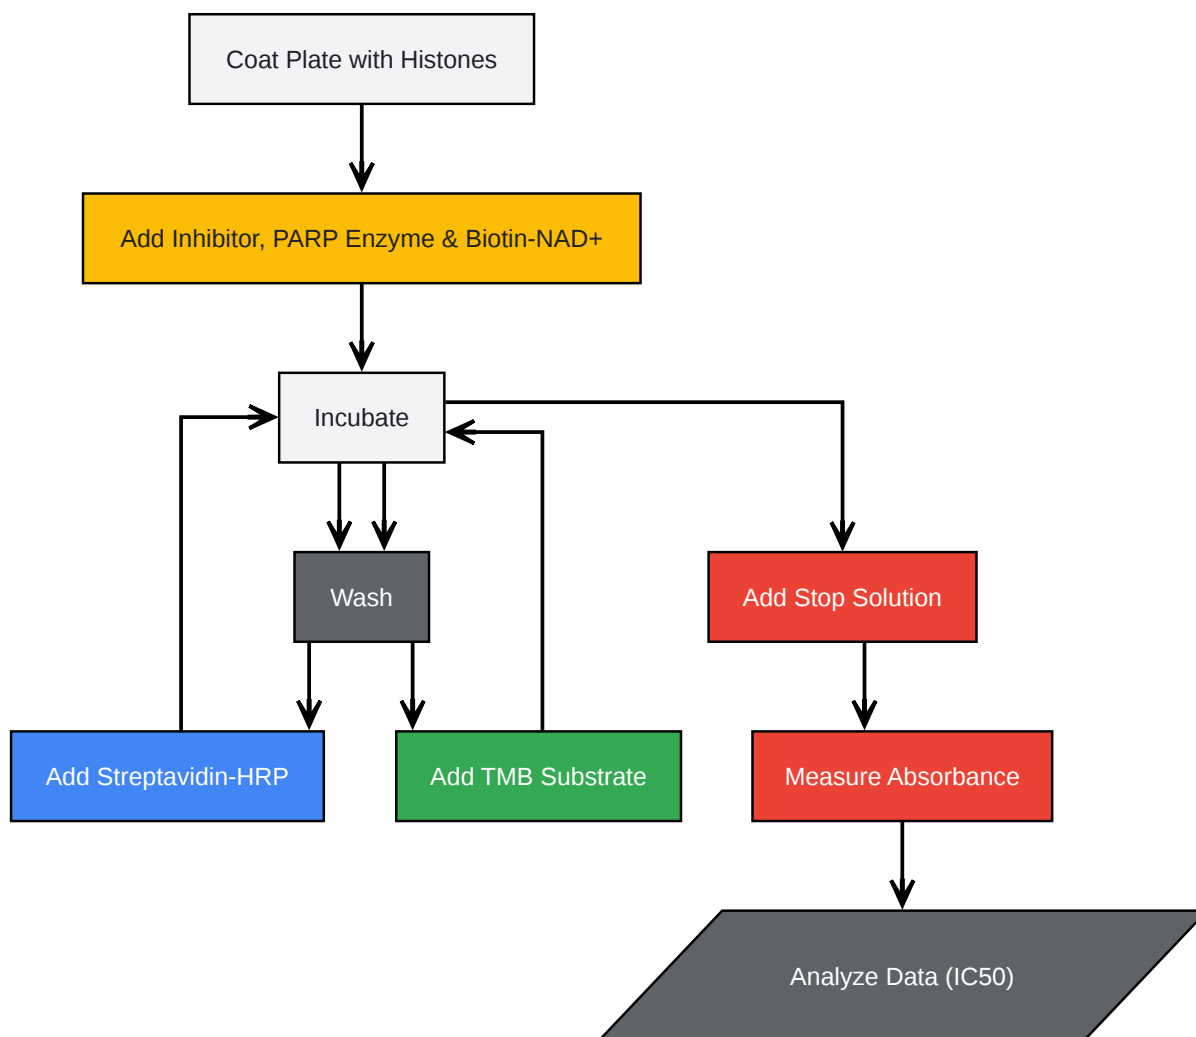 Coat Plate with Histones
Add Inhibitor, PARP Enzyme & Biotin-NAD+
Incubate
Wash
Add Stop Solution
Add Streptavidin-HRP
Add TMB Substrate
Measure Absorbance
Analyze Data (IC50)